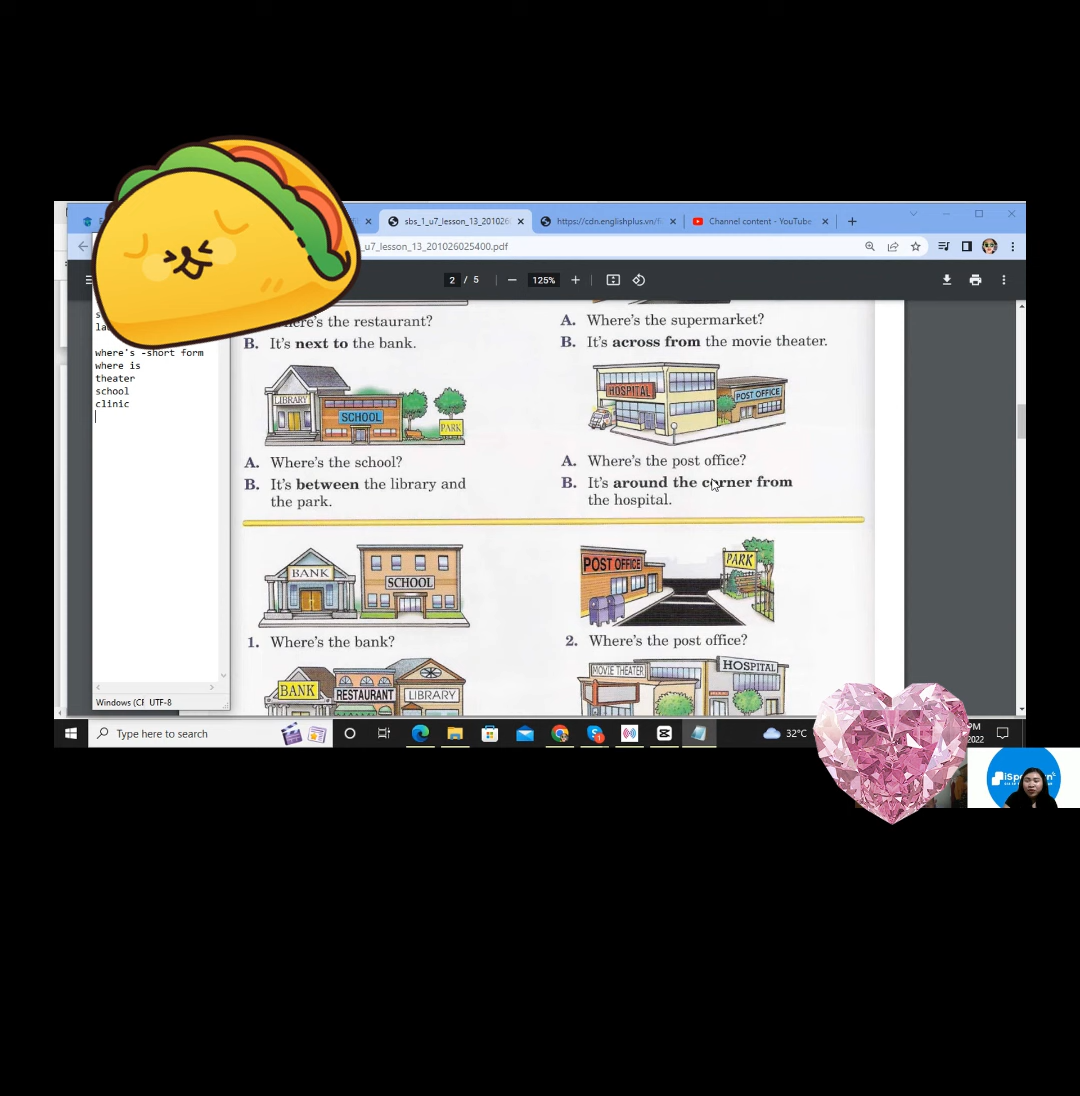 sbs_1_u7_lesson_13_201026
https://cdn.englishplus.vn/f
Channel content - YouTube
_u7_lesson_13_201026025400.pdf
2 / 5
125%
where's -short form
where is
theater
school
clinic
Windows (CF UTF-8
the restaurant?
B. It's next to the bank.
A. Where's the supermarket?
B. It's across from the movie theater.
LIBRARY
SCHOOL
PARK
HOSPITAL
POST OFFICE
A. Where's the school?
B. It's between the library and
the park.
A. Where's the post office?
B. It's around the corner from
the hospital.
BANK
SCHOOL
POST OFFICE
PARK
1. Where's the bank?
2. Where's the post office?
BANK
RESTAURANT
LIBRARY
MOVIE THEATER
HOSPITAL
Type here to search
32°C
PM
2022